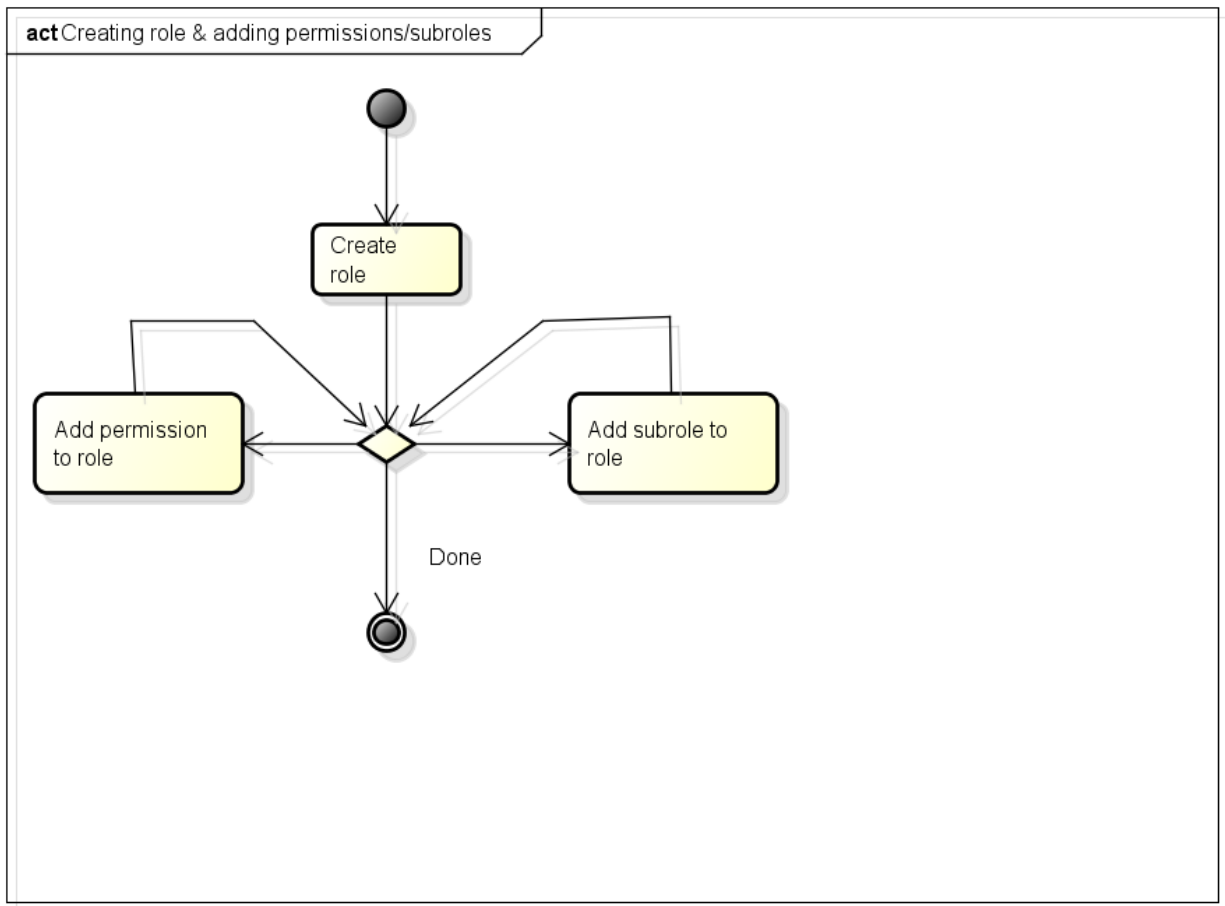 act Creating role & adding permissions/subroles
Create
role
Add permission
to role
Add subrole to
role
Done